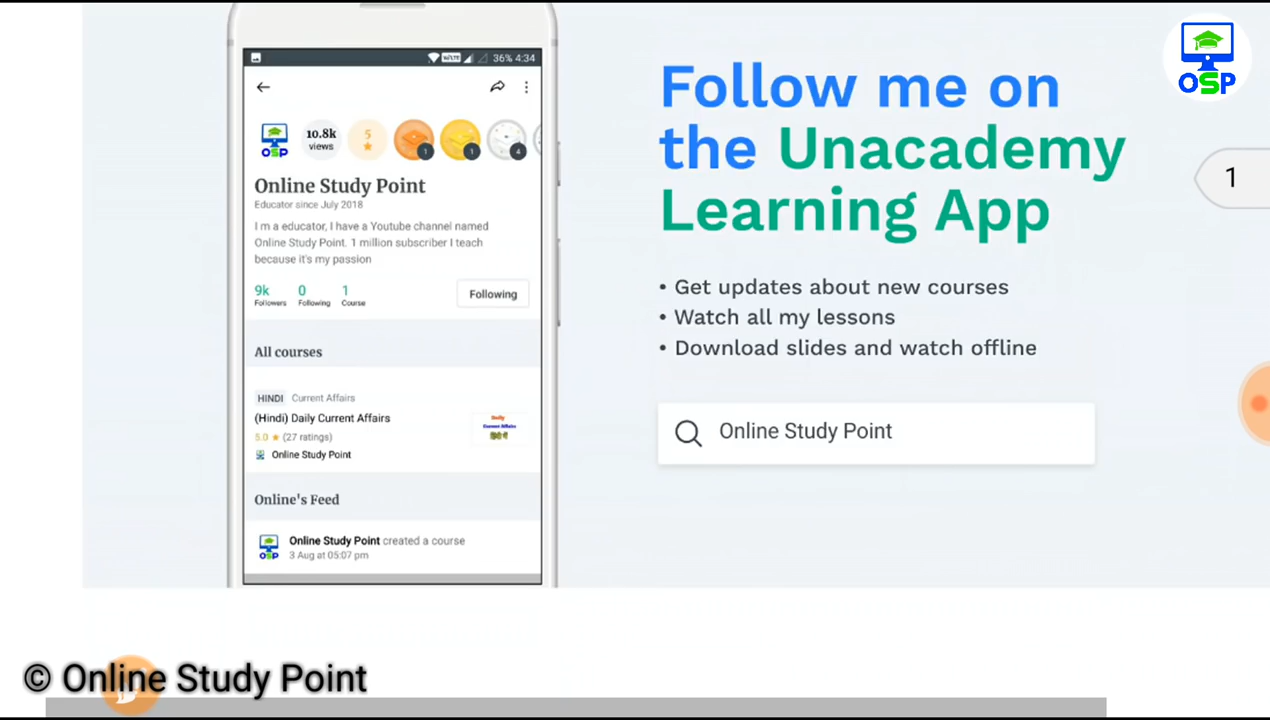 36% 4:34
10.8k
views
5
1
1
4
OSP
Online Study Point
Educator since July 2018
I m a educator, I have a Youtube channel named
Online Study Point. 1 million subscriber I teach
because it's my passion
9k
Followers
0
Following
1
Course
Following
All courses
HINDI Current Affairs
(Hindi) Daily Current Affairs
5.0 ★ (27 ratings)
Online Study Point
Daily
Current Affairs
Online's Feed
Online Study Point created a course
3 Aug at 05:07 pm
OSP
Follow me on
the Unacademy
Learning App
• Get updates about new courses
• Watch all my lessons
• Download slides and watch offline
Online Study Point
OSP
1
© Online Study Point